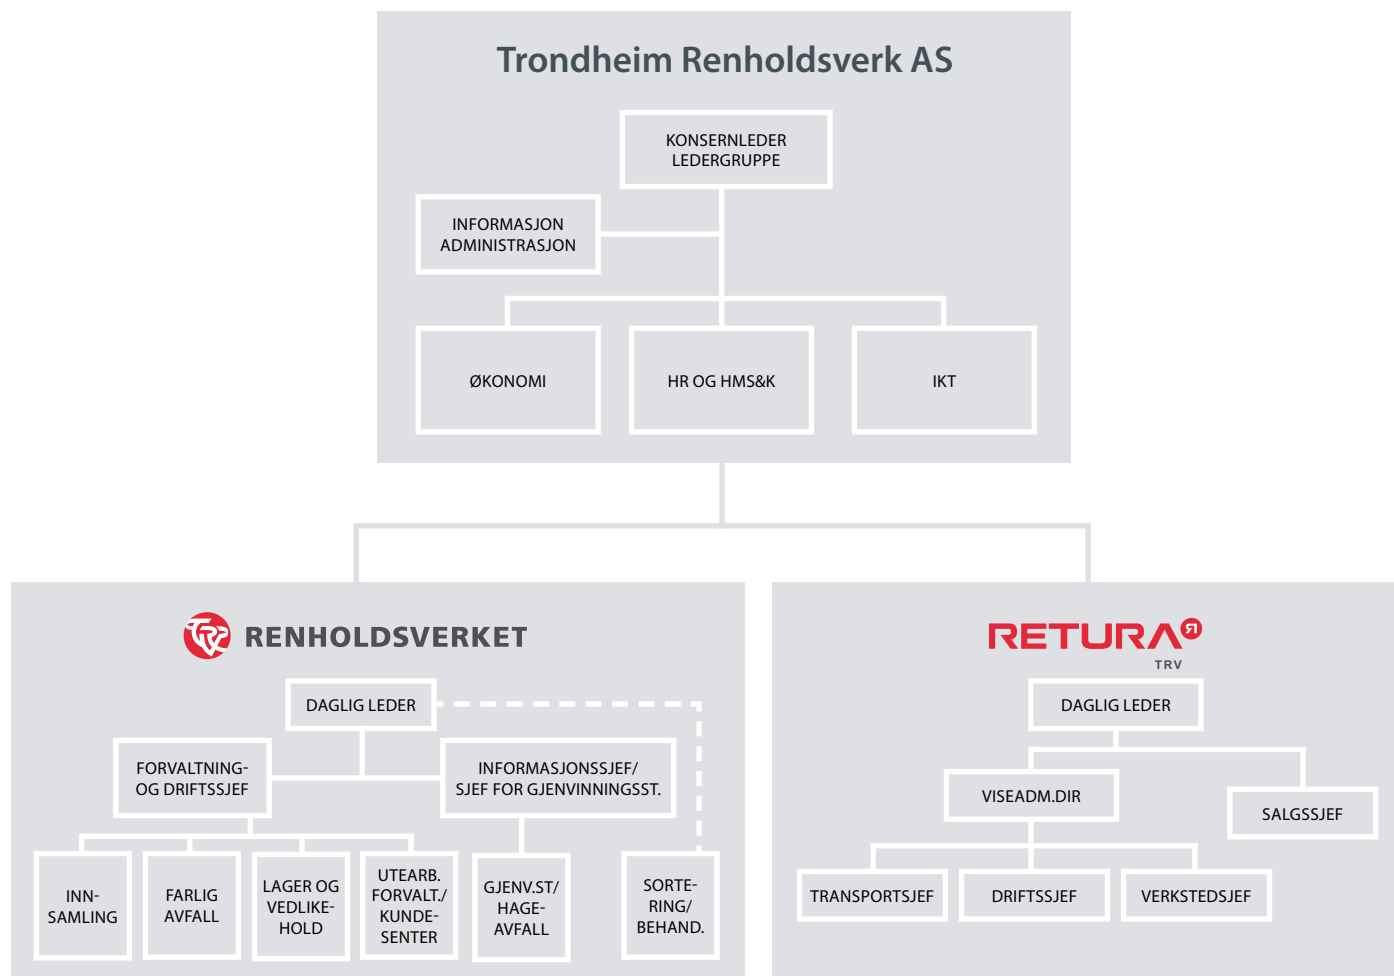 Trondheim Renholdsverk AS
KONSERNLEDER
LEDERGRUPPE
INFORMASJON
ADMINISTRASJON
ØKONOMI
HR OG HMS&K
IKT
RENHOLDSVERKET
DAGLIG LEDER
FORVALTNING-
OG DRIFTSSJEF
INFORMASJONSSJEF/
SJEF FOR GJENVINNINGSST.
INN-
SAMLING
FARLIG
AVFALL
LAGER OG
VEDLIKE-
HOLD
UTEARB.
FORVALT./
KUNDE-
SENTER
GJENV.ST/
HAGE-
AVFALL
SORTE-
RING/
BEHAND.
RETURA
TRV
DAGLIG LEDER
VISEADM.DIR
SALGSSJEF
TRANSPORTSJEF
DRIFTSSJEF
VERKSTEDSJEF